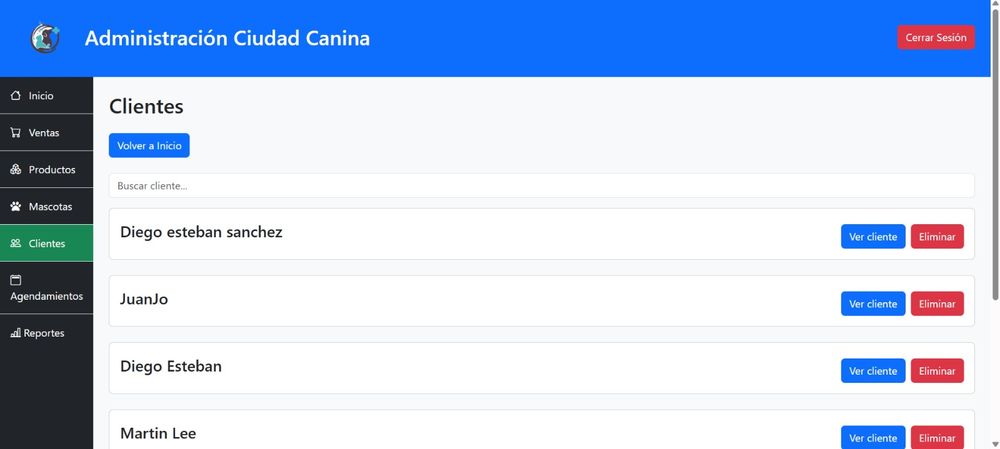 Administración Ciudad Canina
Cerrar Sesión
Inicio
Ventas
Productos
Mascotas
Clientes
Agendamientos
Reportes
Clientes
Volver a Inicio
Buscar cliente...
Diego esteban sanchez
Ver cliente Eliminar
JuanJo
Ver cliente Eliminar
Diego Esteban
Ver cliente Eliminar
Martin Lee
Ver cliente Eliminar